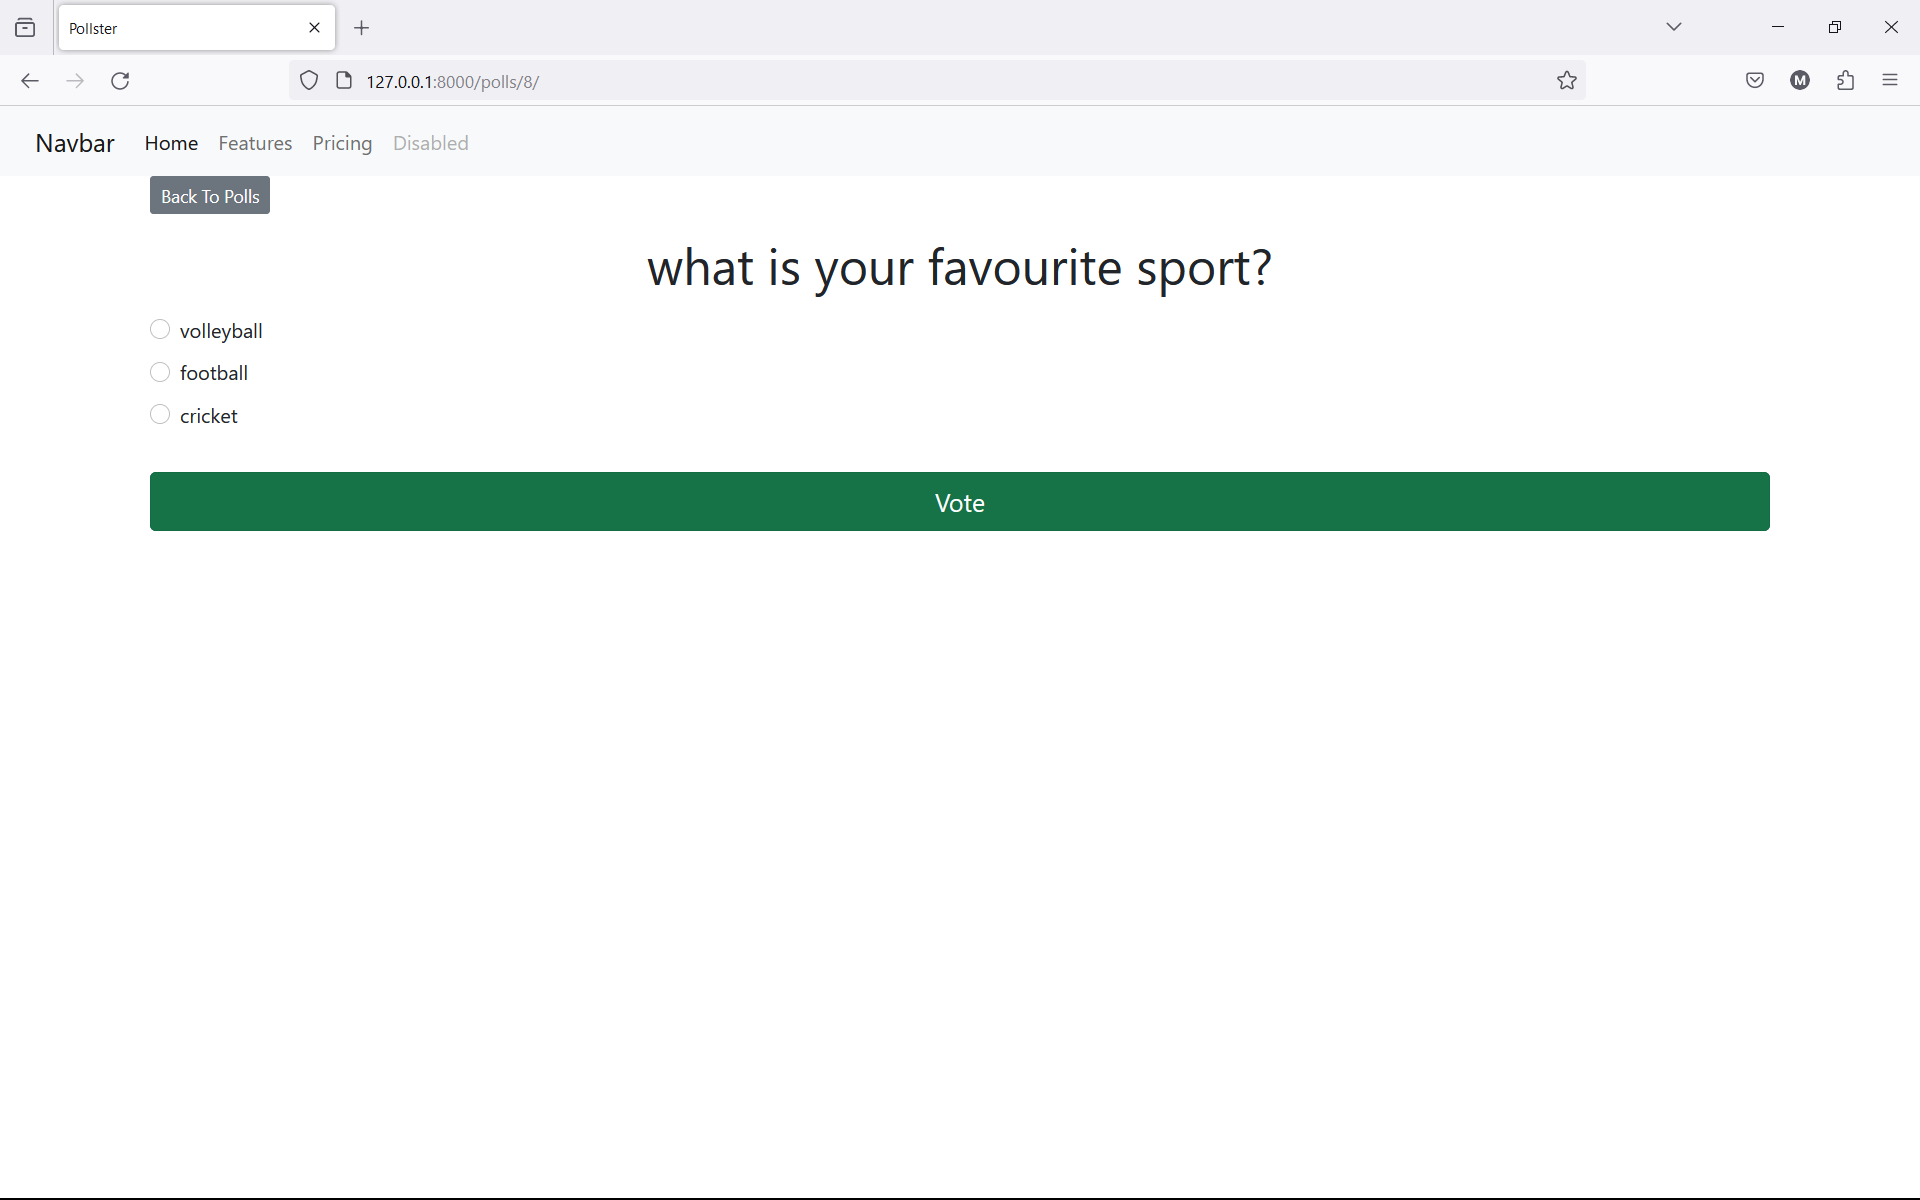 Pollster
127.0.0.1:8000/polls/8/
M
Navbar Home Features Pricing Disabled
Back To Polls
what is your favourite sport?
volleyball
football
cricket
Vote